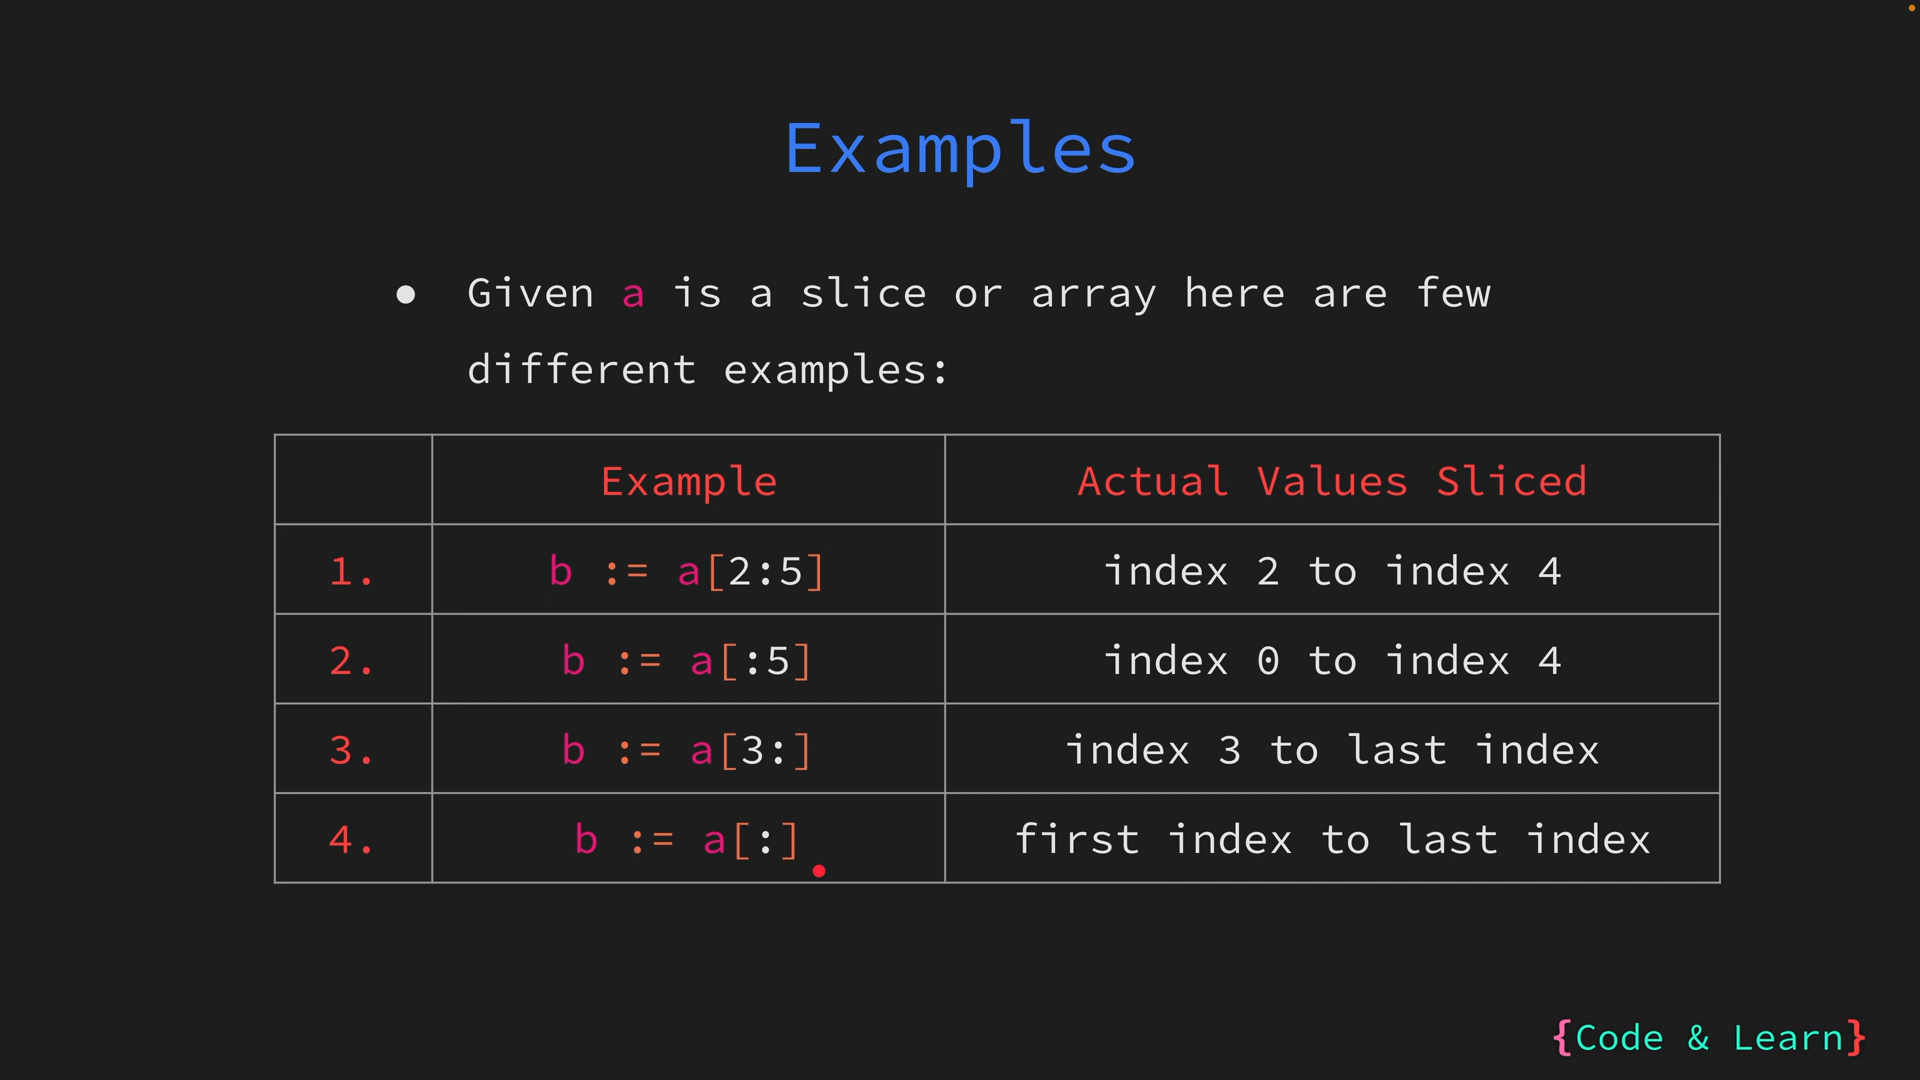 Examples
● Given a is a slice or array here are few
different examples:
Example Actual Values Sliced
1. b := a[2:5] index 2 to index 4
2. b := a[:5] index 0 to index 4
3. b := a[3:] index 3 to last index
4. b := a[:] first index to last index
{Code & Learn}